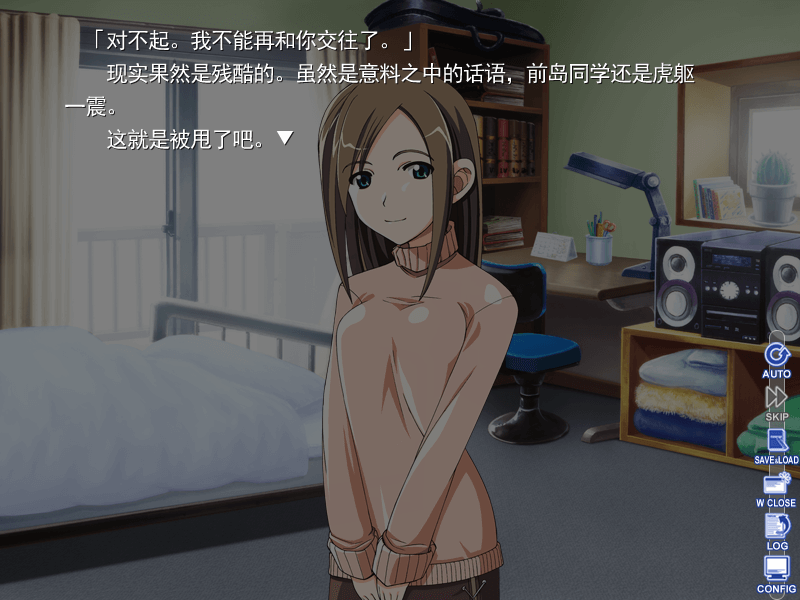 「对不起。我不能再和你交往了。」
现实果然是残酷的。虽然是意料之中的话语，前岛同学还是虎躯
一震。
这就是被甩了吧。▼
AUTO
SKIP
SAVE&LOAD
W CLOSE
LOG
CONFIG